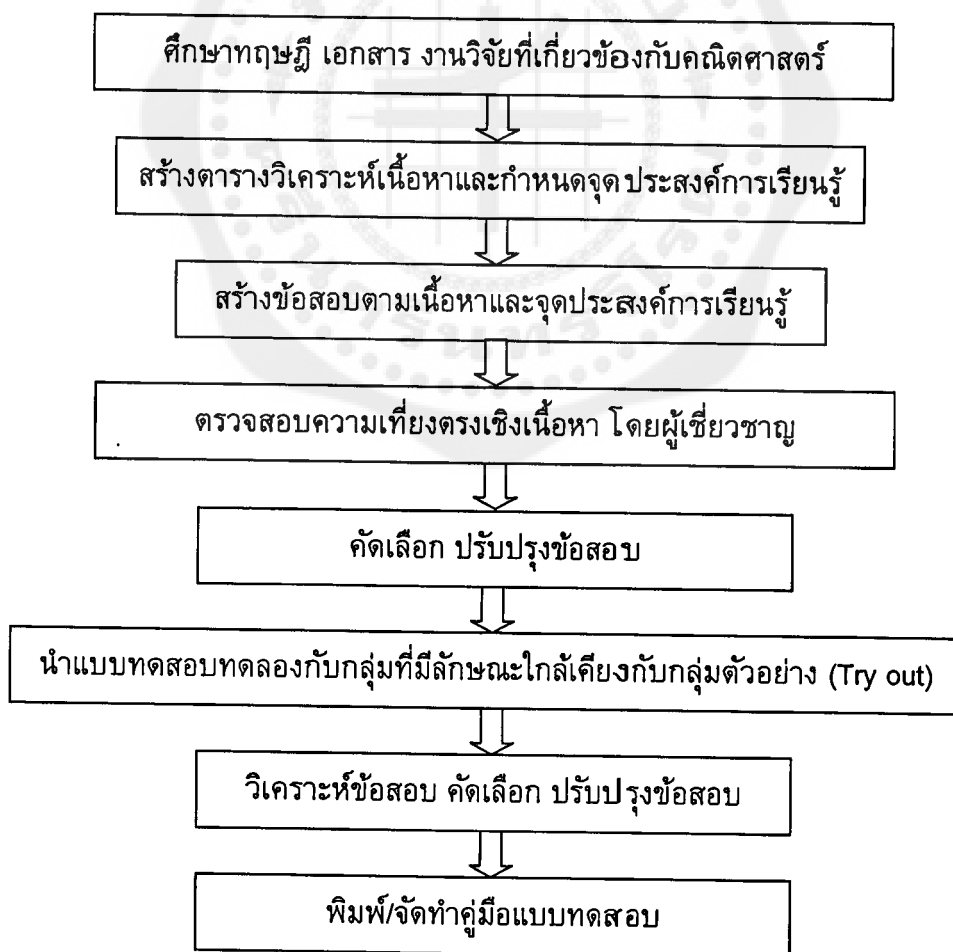 ศึกษาทฤษฎี เอกสาร งานวิจัยที่เกี่ยวข้องกับคณิตศาสตร์
สร้างตารางวิเคราะห์เนื้อหาและกำหนดจุดประสงค์การเรียนรู้
สร้างข้อสอบตามเนื้อหาและจุดประสงค์การเรียนรู้
ตรวจสอบความเที่ยงตรงเชิงเนื้อหา โดยผู้เชี่ยวชาญ
คัดเลือก ปรับปรุงข้อสอบ
นำแบบทดสอบทดลองกับกลุ่มที่มีลักษณะใกล้เคียงกับกลุ่มตัวอย่าง (Try out)
วิเคราะห์ข้อสอบ คัดเลือก ปรับปรุงข้อสอบ
พิมพ์/จัดทำคู่มือแบบทดสอบ